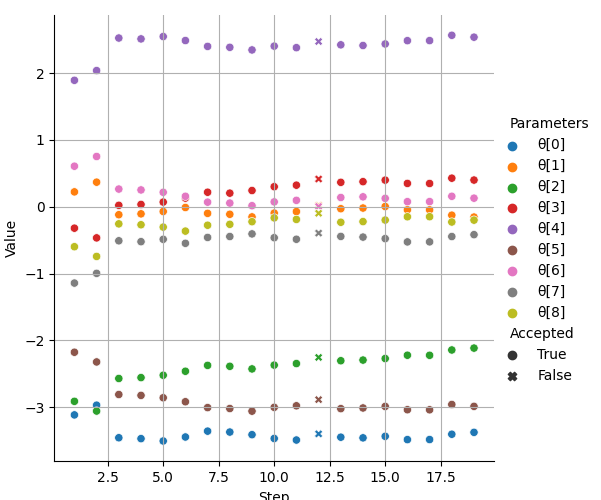 Parameters
θ[0]
θ[1]
θ[2]
θ[3]
θ[4]
θ[5]
θ[6]
θ[7]
θ[8]
Accepted
True
False
Value
2
1
0
−1
−2
−3
2.5 5.0 7.5 10.0 12.5 15.0 17.5
Step